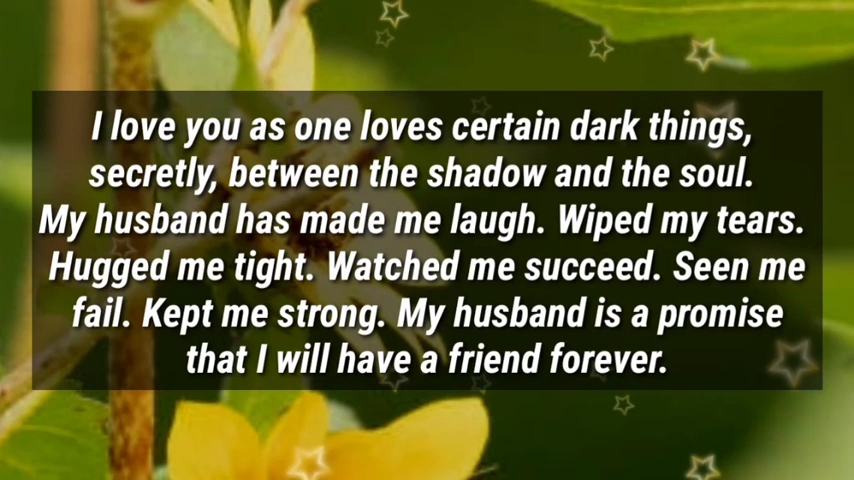 I love you as one loves certain dark things,
secretly, between the shadow and the soul.
My husband has made me laugh. Wiped my tears.
Hugged me tight. Watched me succeed. Seen me
fail. Kept me strong. My husband is a promise
that I will have a friend forever.